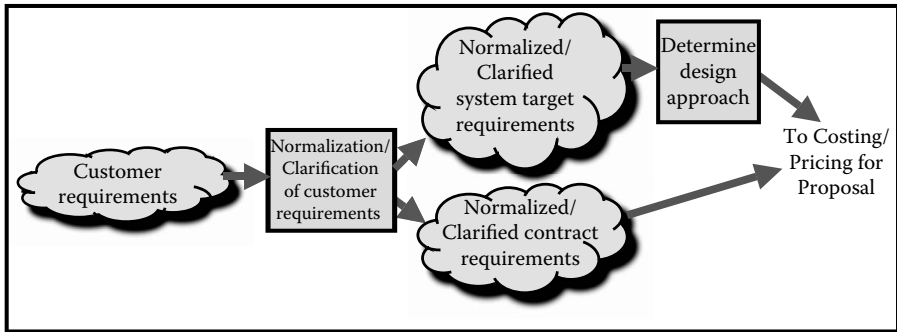 Customer
requirements
Normalization/
Clarification
of customer
requirements
Normalized/
Clarified
system target
requirements
Determine
design
approach
Normalized/
Clarified contract
requirements
To Costing/
Pricing for
Proposal